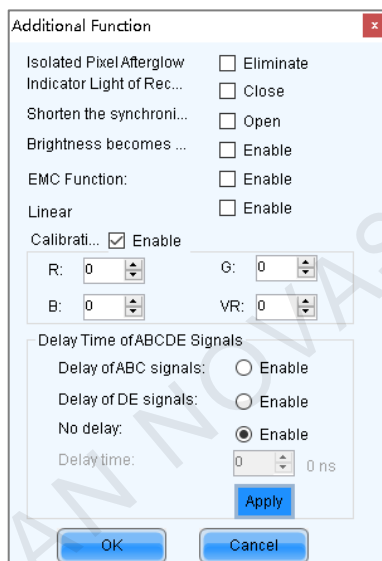 Additional Function x
Isolated Pixel Afterglow Eliminate
Indicator Light of Rec... Close
Shorten the synchroni... Open
Brightness becomes ... Enable
EMC Function: Enable
Linear Enable
Calibrati... Enable
R: 0 G: 0
B: 0 VR: 0
Delay Time of ABCDE Signals
Delay of ABC signals: Enable
Delay of DE signals: Enable
No delay: Enable
Delay time: 0 0 ns
Apply
OK Cancel
AN NOVAS